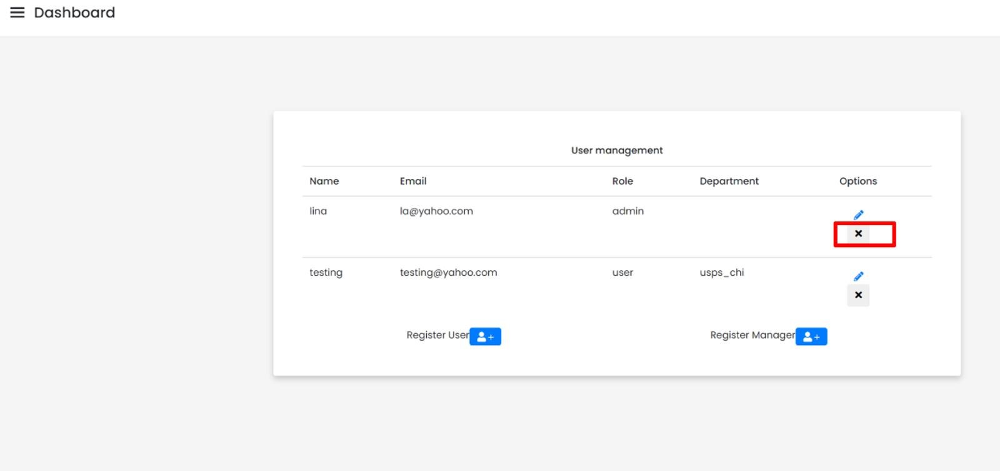 Dashboard
User management
Name Email Role Department Options
lina la@yahoo.com admin
testing testing@yahoo.com user usps_chi
Register User + Register Manager +